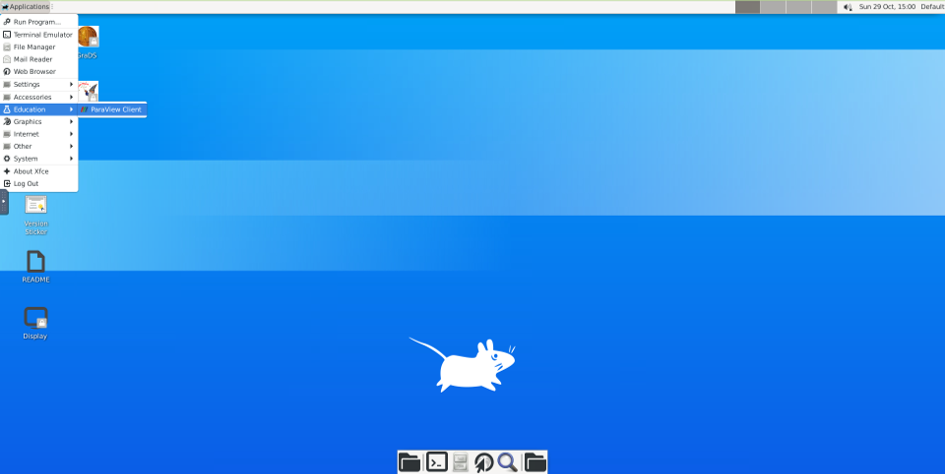 Applications
Sun 29 Oct, 15:00 Default
Run Program...
Terminal Emulator
File Manager
Mail Reader
Web Browser
Settings
Accessories
Education
ParaView Client
Graphics
Internet
Other
System
About Xfce
Log Out
GrADS
Version
Sticker
README
Display